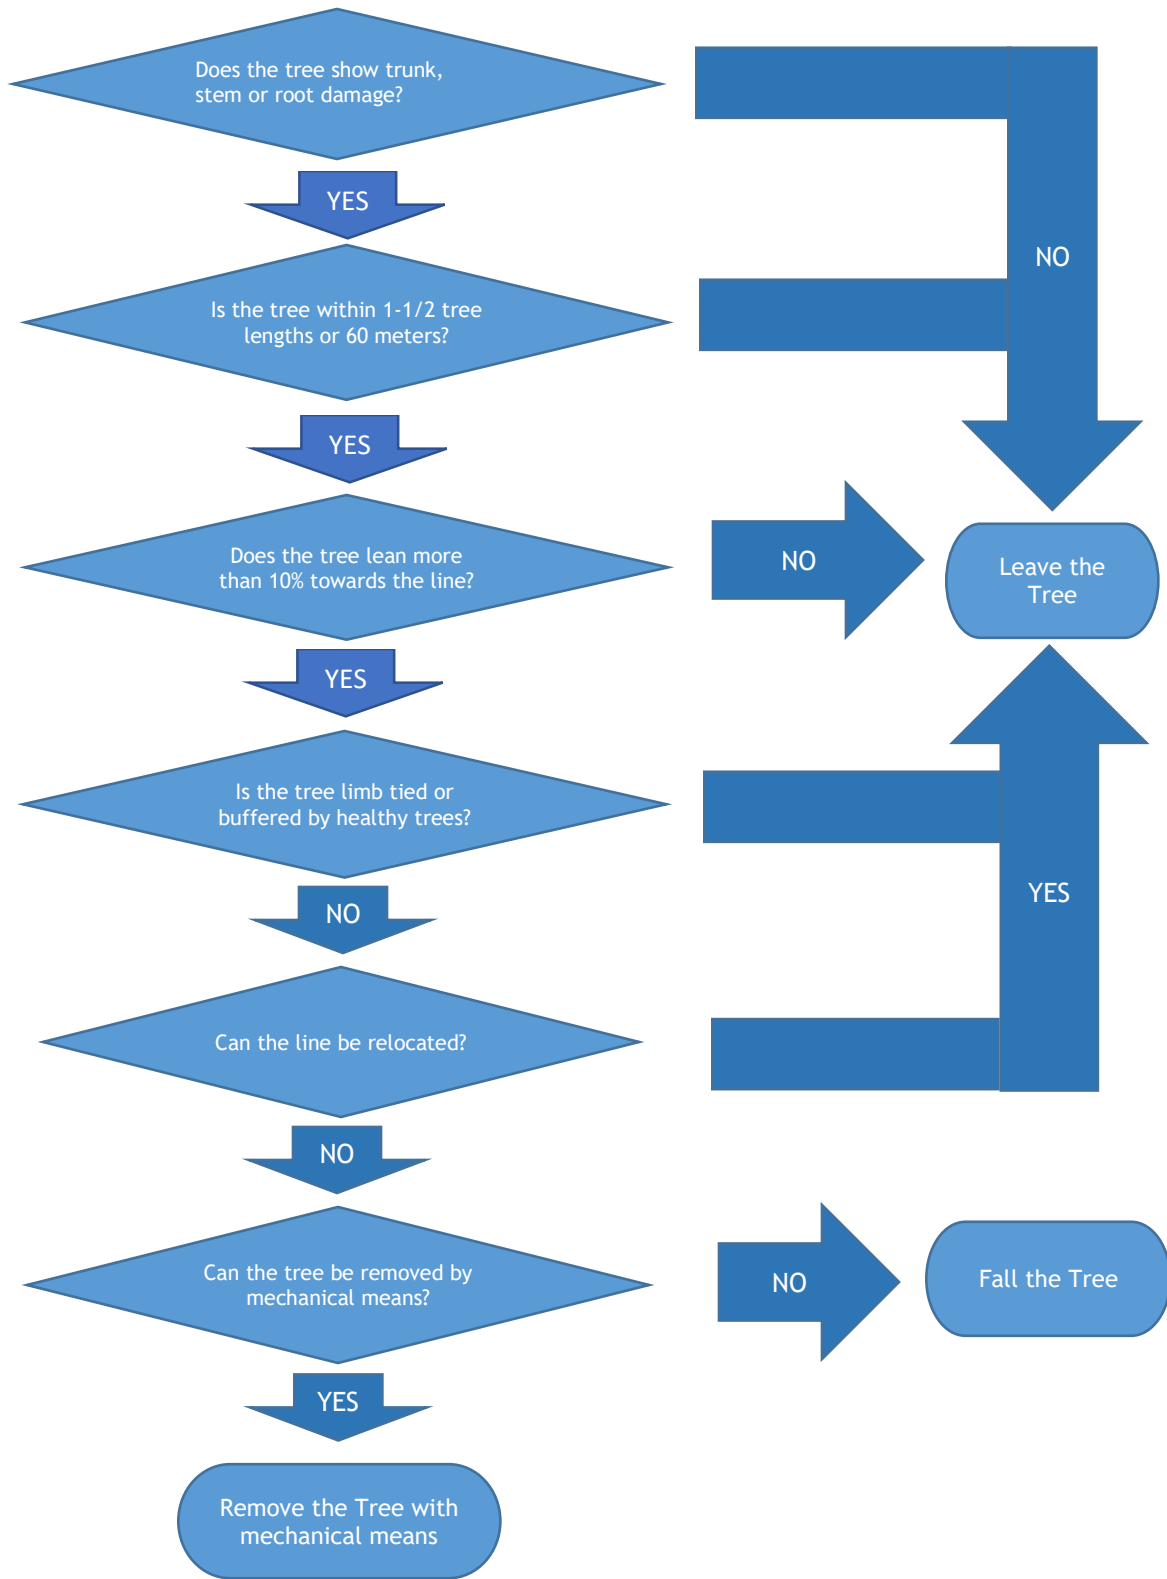 Does the tree show trunk,
stem or root damage?
YES
NO
Is the tree within 1-1/2 tree
lengths or 60 meters?
YES
Does the tree lean more
than 10% towards the line?
NO
Leave the
Tree
YES
Is the tree limb tied or
buffered by healthy trees?
YES
NO
Can the line be relocated?
NO
Can the tree be removed by
mechanical means?
NO
Fall the Tree
YES
Remove the Tree with
mechanical means